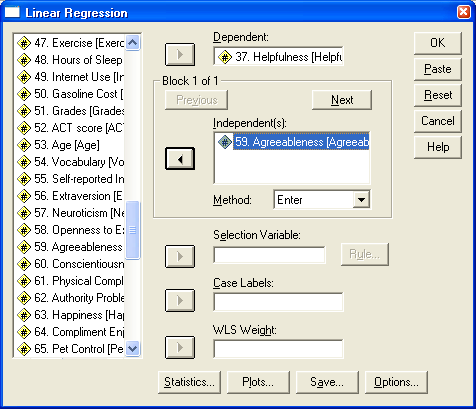 Linear Regression
47. Exercise [Exerc
48. Hours of Sleep
49. Internet Use [In
50. Gasoline Cost [
51. Grades [Grades
52. ACT score [AC
53. Age [Age]
54. Vocabulary [Vo
55. Self-reported In
56. Extraversion [E
57. Neuroticism [Ne
58. Openness to Ex
59. Agreeableness
60. Conscientiousn
61. Physical Compl
62. Authority Proble
63. Happiness [Hap
64. Compliment Enj
65. Pet Control [Pe
Dependent:
37. Helpfulness [Helpfu
Block 1 of 1
Previous
Next
Independent(s):
59. Agreeableness [Agreeab
Method:
Enter
Selection Variable:
Rule...
Case Labels:
WLS Weight:
Statistics...
Plots...
Save...
Options...
OK
Paste
Reset
Cancel
Help